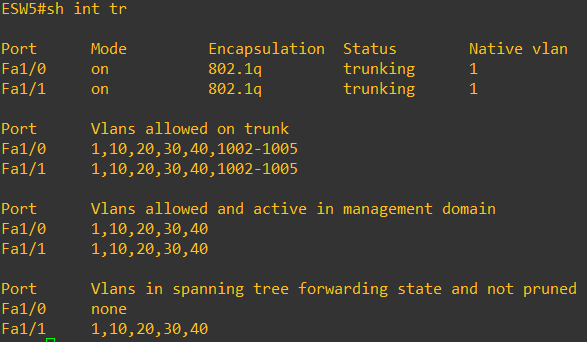 ESW5#sh int tr
Port Mode Encapsulation Status Native vlan
Fa1/0 on 802.1q trunking 1
Fa1/1 on 802.1q trunking 1
Port Vlans allowed on trunk
Fa1/0 1,10,20,30,40,1002-1005
Fa1/1 1,10,20,30,40,1002-1005
Port Vlans allowed and active in management domain
Fa1/0 1,10,20,30,40
Fa1/1 1,10,20,30,40
Port Vlans in spanning tree forwarding state and not pruned
Fa1/0 none
Fa1/1 1,10,20,30,40